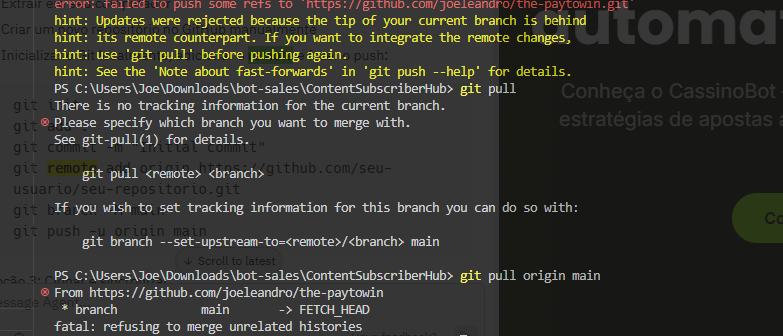 error: failed to push some refs to 'https://github.com/joeleandro/the-paytowin.git'
hint: Updates were rejected because the tip of your current branch is behind
hint: its remote counterpart. If you want to integrate the remote changes,
hint: use 'git pull' before pushing again.
hint: See the 'Note about fast-forwards' in 'git push --help' for details.
PS C:\Users\Joe\Downloads\bot-sales\ContentSubscriberHub> git pull
There is no tracking information for the current branch.
Please specify which branch you want to merge with.
See git-pull(1) for details.
git pull <remote> <branch>
If you wish to set tracking information for this branch you can do so with:
git branch --set-upstream-to=<remote>/<branch> main
PS C:\Users\Joe\Downloads\bot-sales\ContentSubscriberHub> git pull origin main
From https://github.com/joeleandro/the-paytowin
* branch main -> FETCH_HEAD
fatal: refusing to merge unrelated histories
Extrair e
Criar um
manualmente
Inicializ
push:
git
git
git commit -m "Initial commit"
git remote add origin https://github.com/seu-
usuario/seu-repositorio.git
git
git push -u origin main
↓ Scroll to latest
essage Ag
automa
Conheça o CassinoBot
estratégias de apostas a
Co